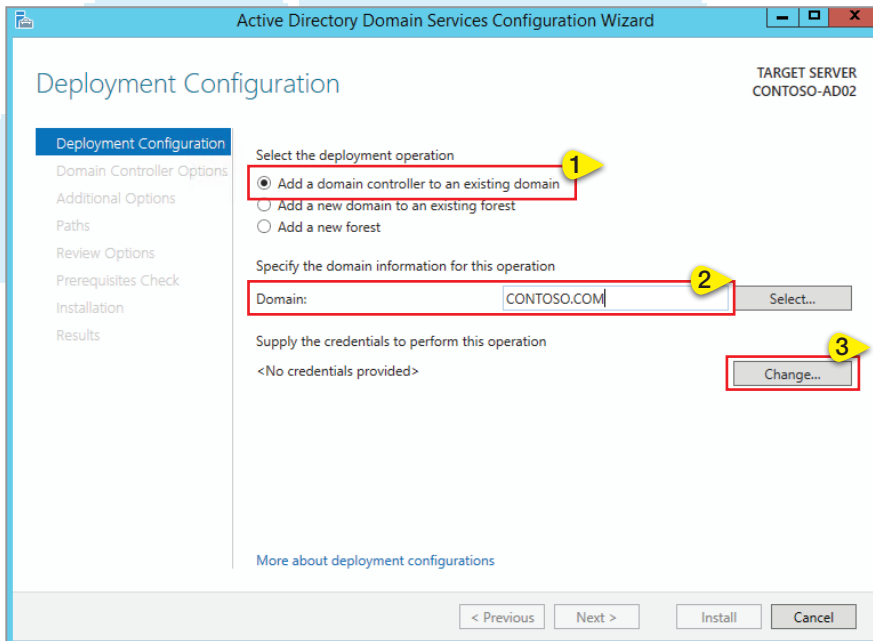 Active Directory Domain Services Configuration Wizard
Deployment Configuration
TARGET SERVER
CONTOSO-AD02
Deployment Configuration
Domain Controller Options
Additional Options
Paths
Review Options
Prerequisites Check
Installation
Results
Select the deployment operation
1
Add a domain controller to an existing domain
Add a new domain to an existing forest
Add a new forest
Specify the domain information for this operation
2
Domain: CONTOSO.COM Select...
Supply the credentials to perform this operation
3
<No credentials provided> Change...
More about deployment configurations
< Previous Next > Install Cancel